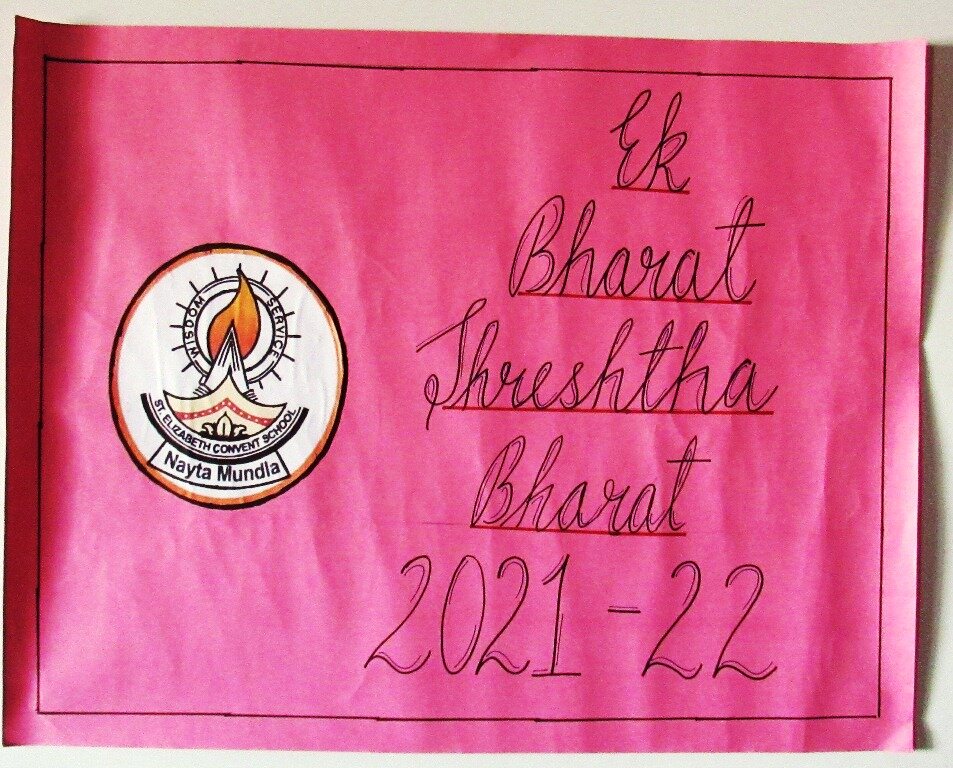 WISDOM SERVICE
ST. ELIZABETH CONVENT SCHOOL
Nayta Mundla
Ek
Bharat
Shreshtha
Bharat
2021-22